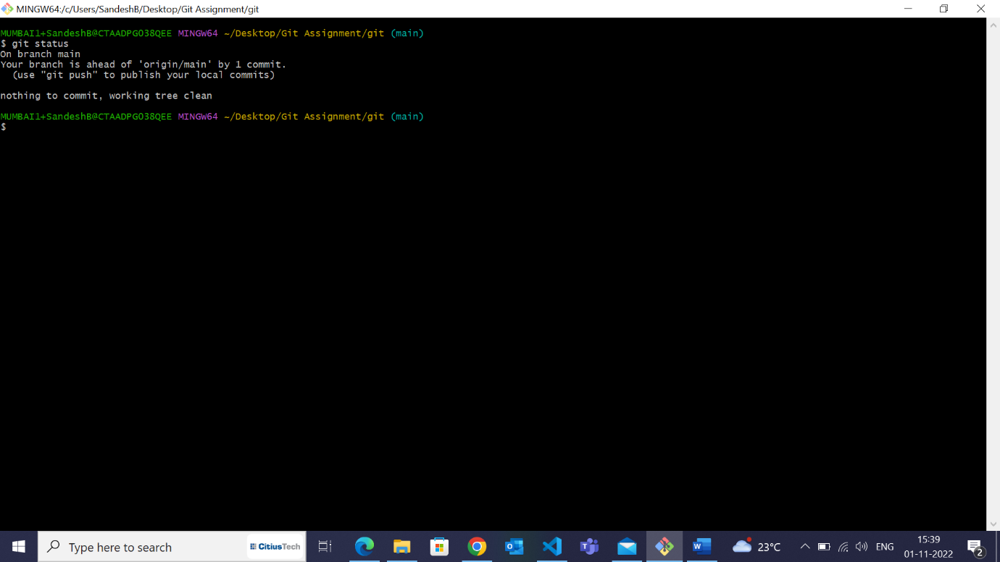 MINGW64:/c/Users/SandeshB/Desktop/Git Assignment/git
MUMBAI1+SandeshB@CTAADPG038QEE MINGW64 ~/Desktop/Git Assignment/git (main)
$ git status
On branch main
Your branch is ahead of 'origin/main' by 1 commit.
  (use "git push" to publish your local commits)
nothing to commit, working tree clean
MUMBAI1+SandeshB@CTAADPG038QEE MINGW64 ~/Desktop/Git Assignment/git (main)
$
Type here to search
CitiusTech
23°C
ENG
15:39
01-11-2022
2